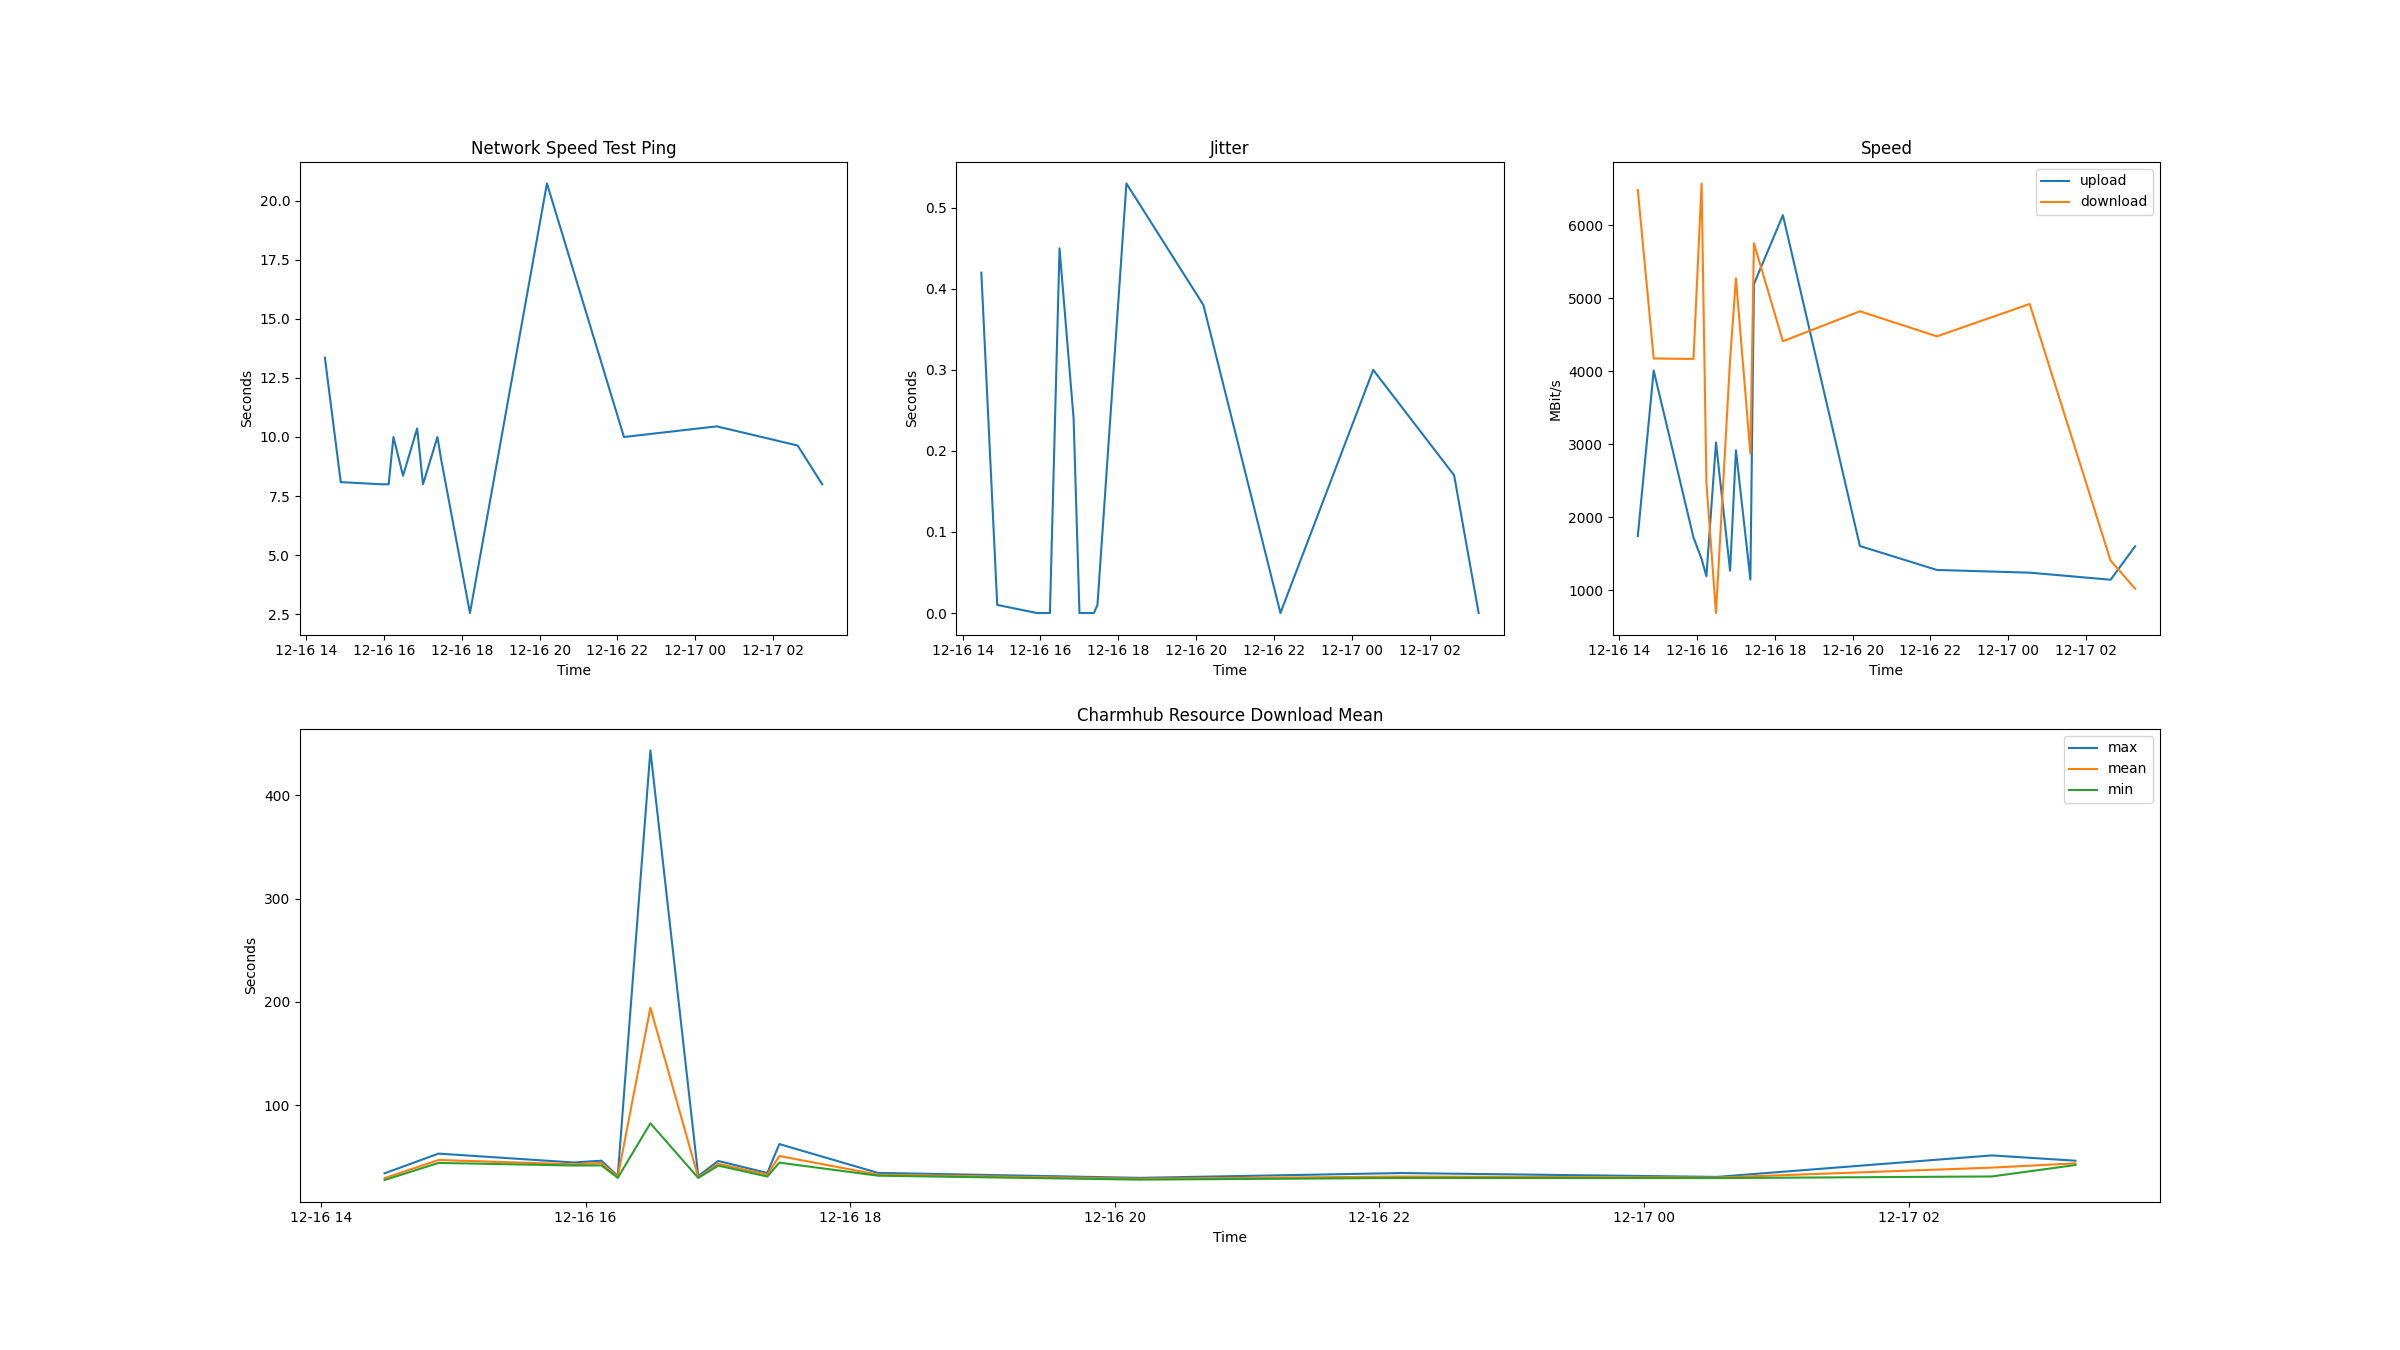 Network Speed Test Ping
Seconds
20.0
17.5
15.0
12.5
10.0
7.5
5.0
2.5
12-16 14 12-16 16 12-16 18 12-16 20 12-16 22 12-17 00 12-17 02
Time
Jitter
Seconds
0.5
0.4
0.3
0.2
0.1
0.0
12-16 14 12-16 16 12-16 18 12-16 20 12-16 22 12-17 00 12-17 02
Time
Speed
upload
download
MBit/s
6000
5000
4000
3000
2000
1000
12-16 14 12-16 16 12-16 18 12-16 20 12-16 22 12-17 00 12-17 02
Time
Charmhub Resource Download Mean
max
mean
min
Seconds
400
300
200
100
12-16 14 12-16 16 12-16 18 12-16 20 12-16 22 12-17 00 12-17 02
Time